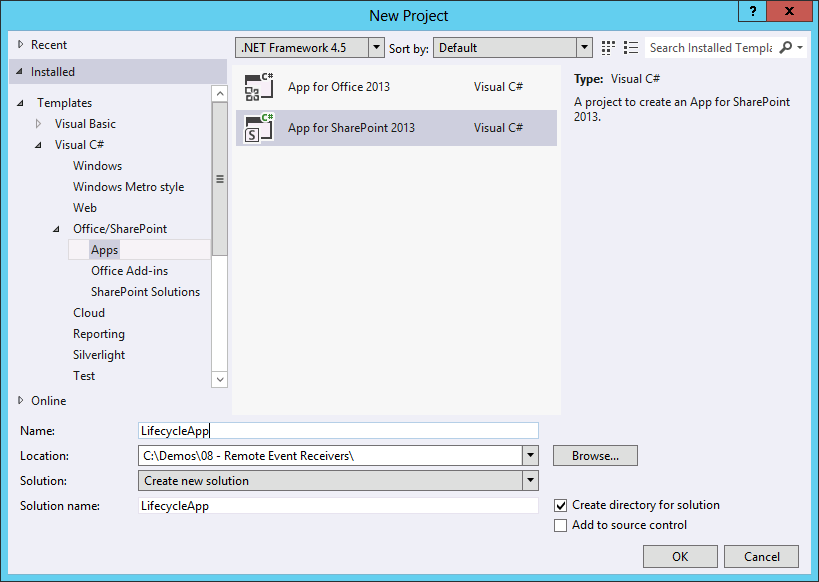 New Project
?
x
Recent
Installed
Templates
Visual Basic
Visual C#
Windows
Windows Metro style
Web
Office/SharePoint
Apps
Office Add-ins
SharePoint Solutions
Cloud
Reporting
Silverlight
Test
Online
.NET Framework 4.5
Sort by:
Default
Search Installed Templa
C#
App for Office 2013
Visual C#
C#
S
App for SharePoint 2013
Visual C#
Type: Visual C#
A project to create an App for SharePoint
2013.
Name:
LifecycleApp
Location:
C:\Demos\08 - Remote Event Receivers\
Browse...
Solution:
Create new solution
Solution name:
LifecycleApp
Create directory for solution
Add to source control
OK
Cancel